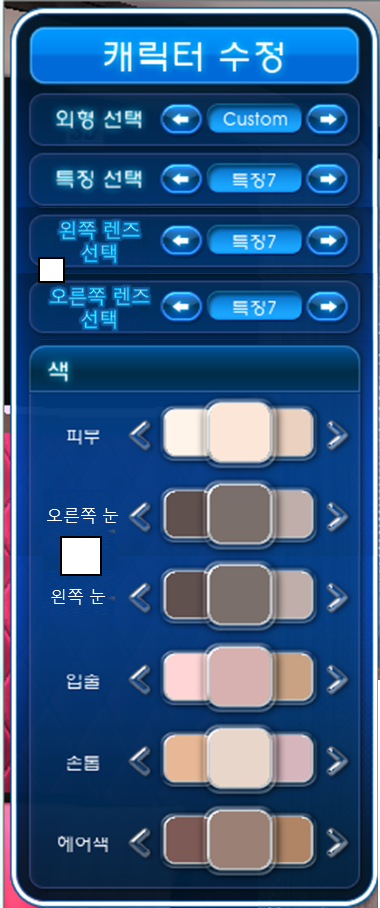 캐릭터 수정
외형 선택 Custom
특징 선택 특징7
왼쪽 렌즈
선택 특징7
오른쪽 렌즈
선택 특징7
색
피부
오른쪽 눈
왼쪽 눈
입술
손톱
헤어색